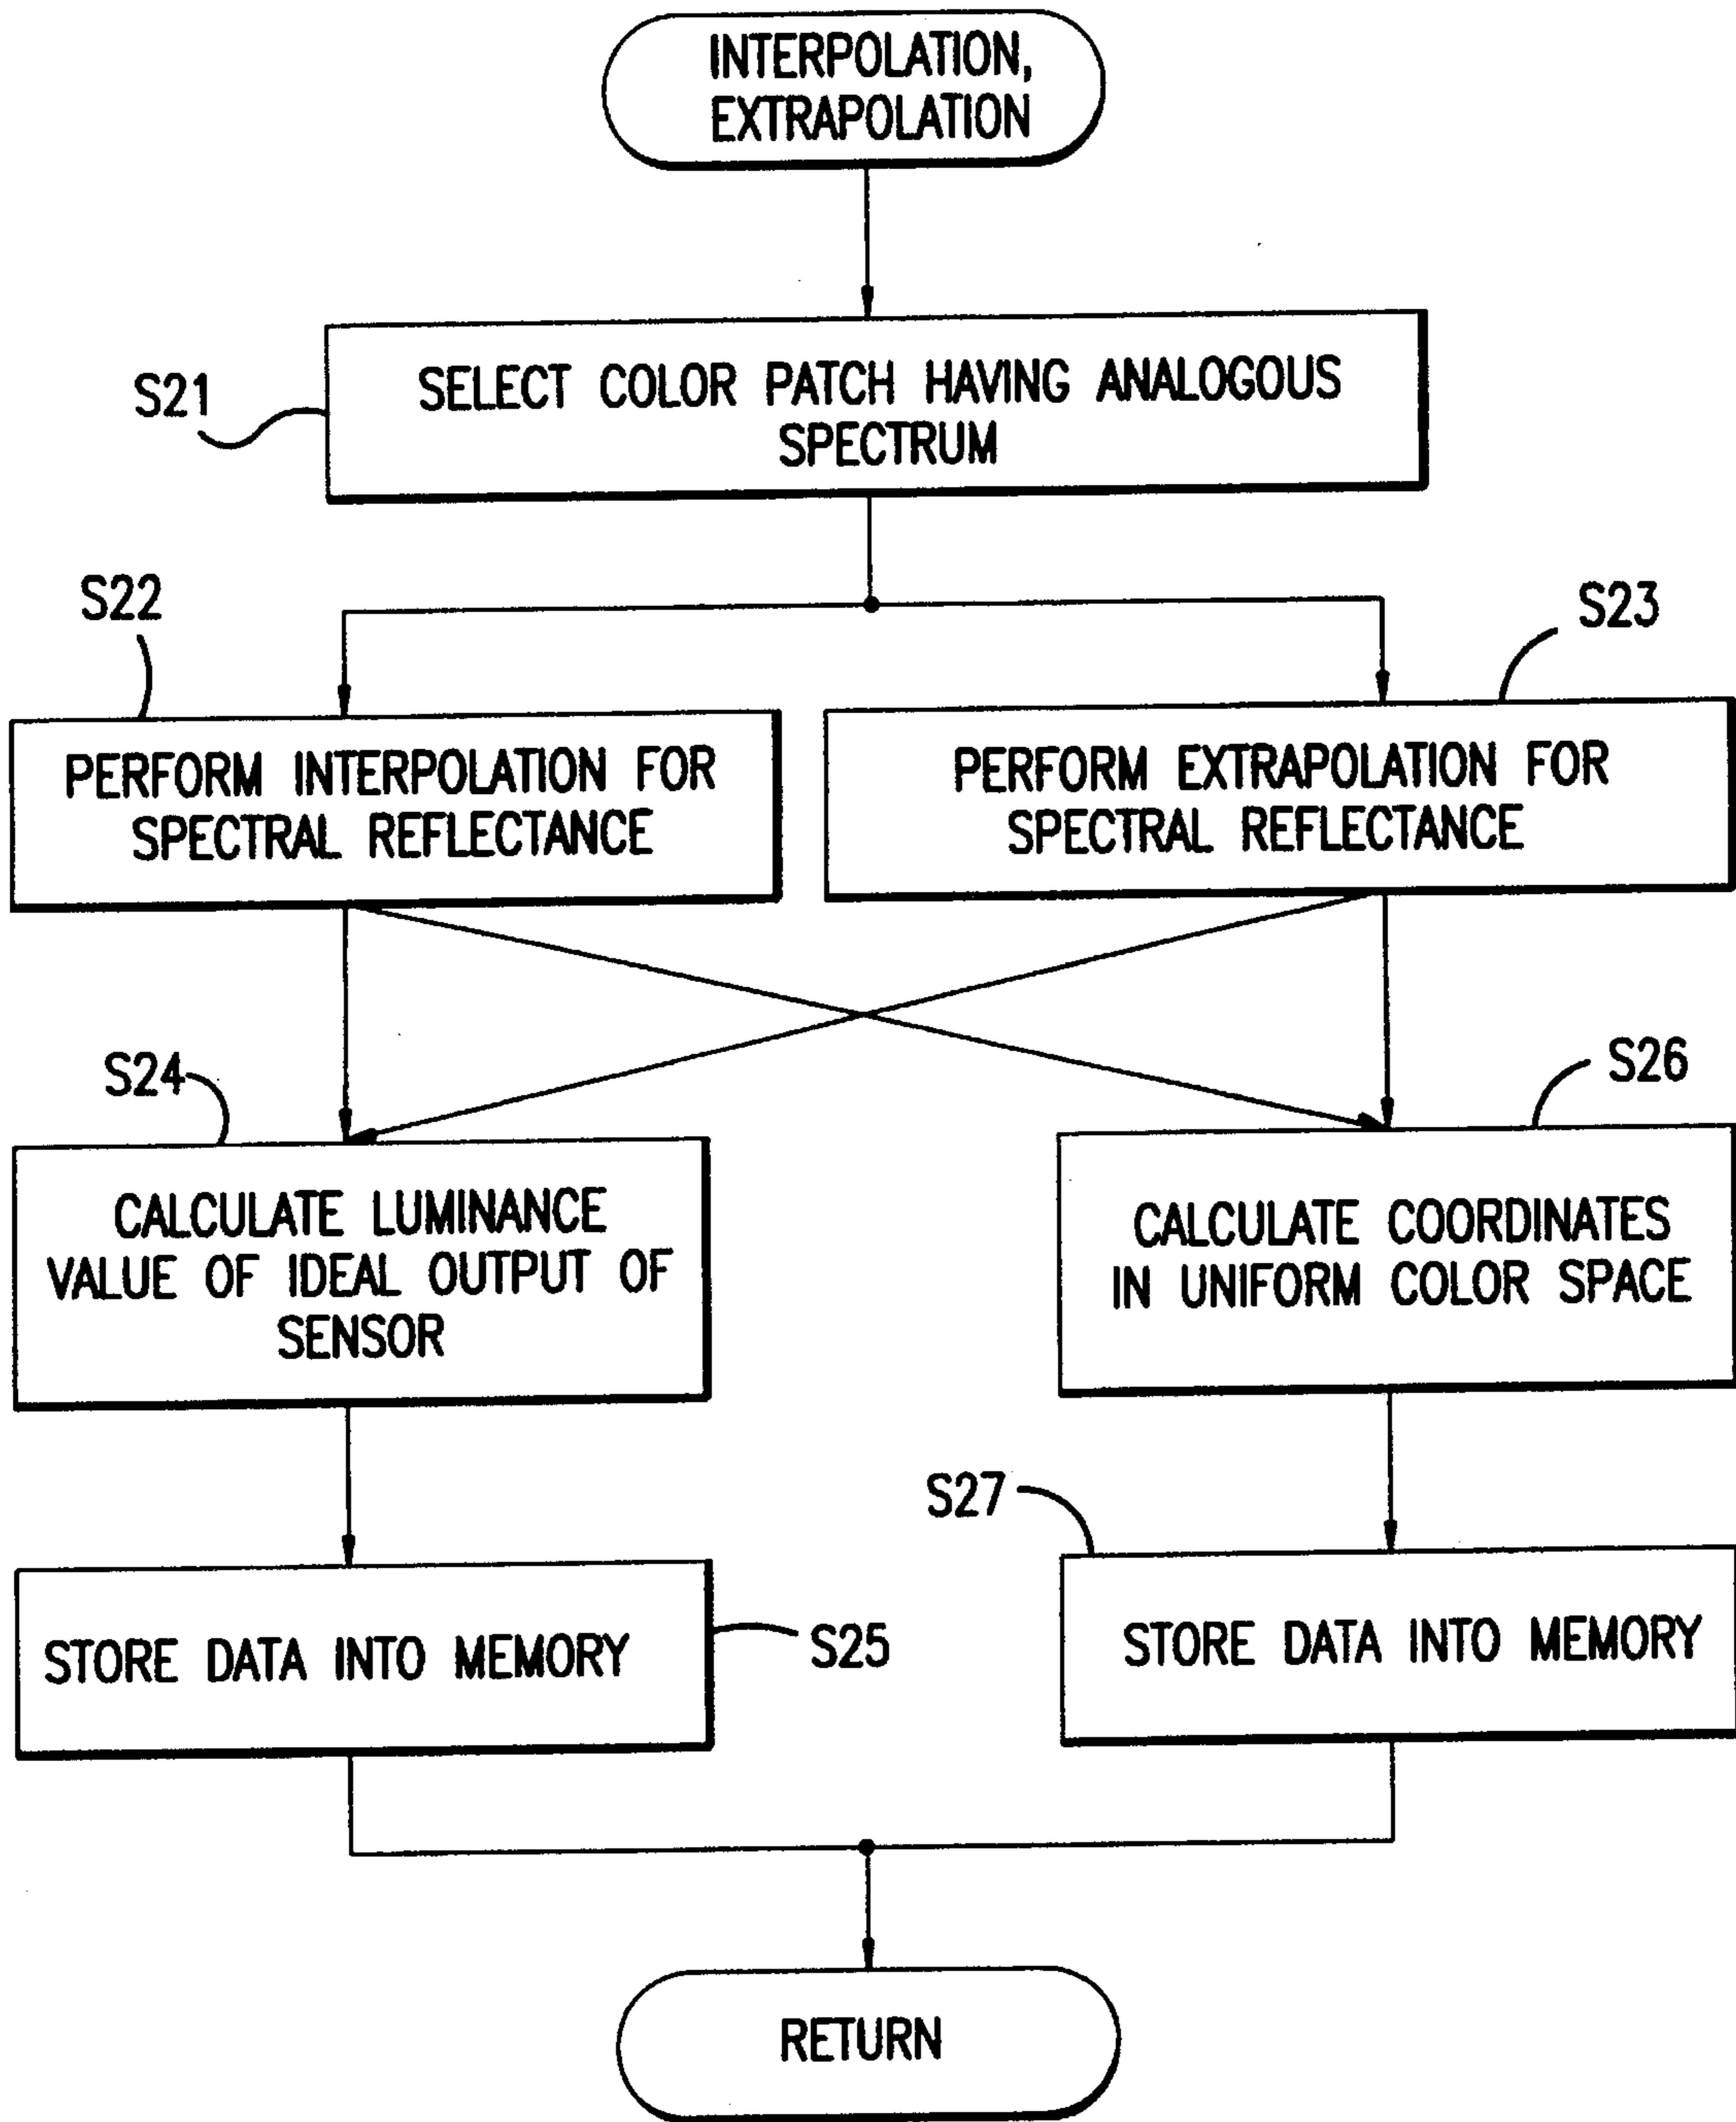 INTERPOLATION,
EXTRAPOLATION
S21
SELECT COLOR PATCH HAVING ANALOGOUS
SPECTRUM
S22
S23
PERFORM INTERPOLATION FOR
SPECTRAL REFLECTANCE
PERFORM EXTRAPOLATION FOR
SPECTRAL REFLECTANCE
S24
S26
CALCULATE LUMINANCE
VALUE OF IDEAL OUTPUT OF
SENSOR
CALCULATE COORDINATES
IN UNIFORM COLOR SPACE
S27
STORE DATA INTO MEMORY
S25
STORE DATA INTO MEMORY
RETURN